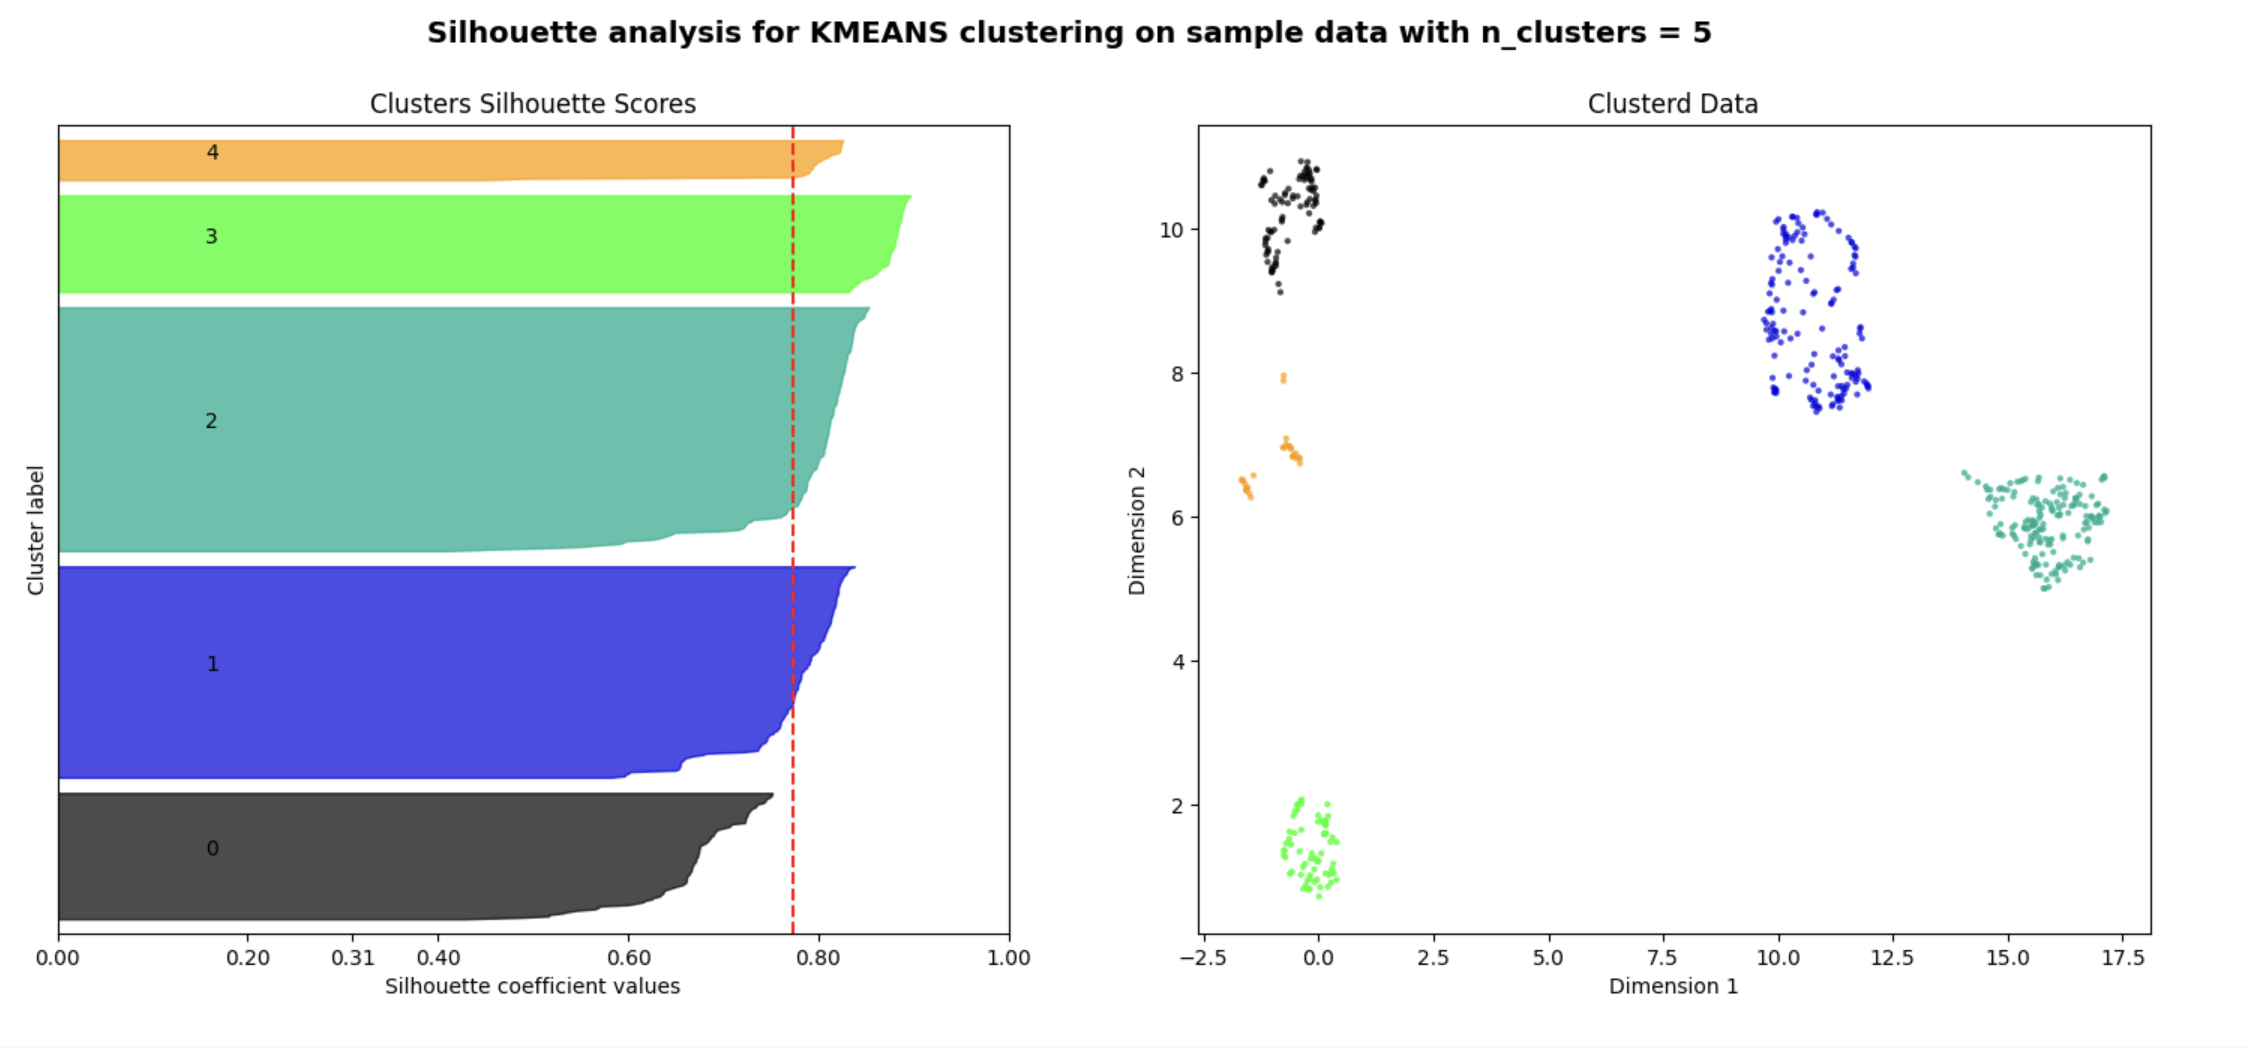 Silhouette analysis for KMEANS clustering on sample data with n_clusters = 5
Clusters Silhouette Scores
4
3
2
1
0
Cluster label
0.00 0.20 0.31 0.40 0.60 0.80 1.00
Silhouette coefficient values
Clusterd Data
10
8
6
4
2
Dimension 2
−2.5 0.0 2.5 5.0 7.5 10.0 12.5 15.0 17.5
Dimension 1